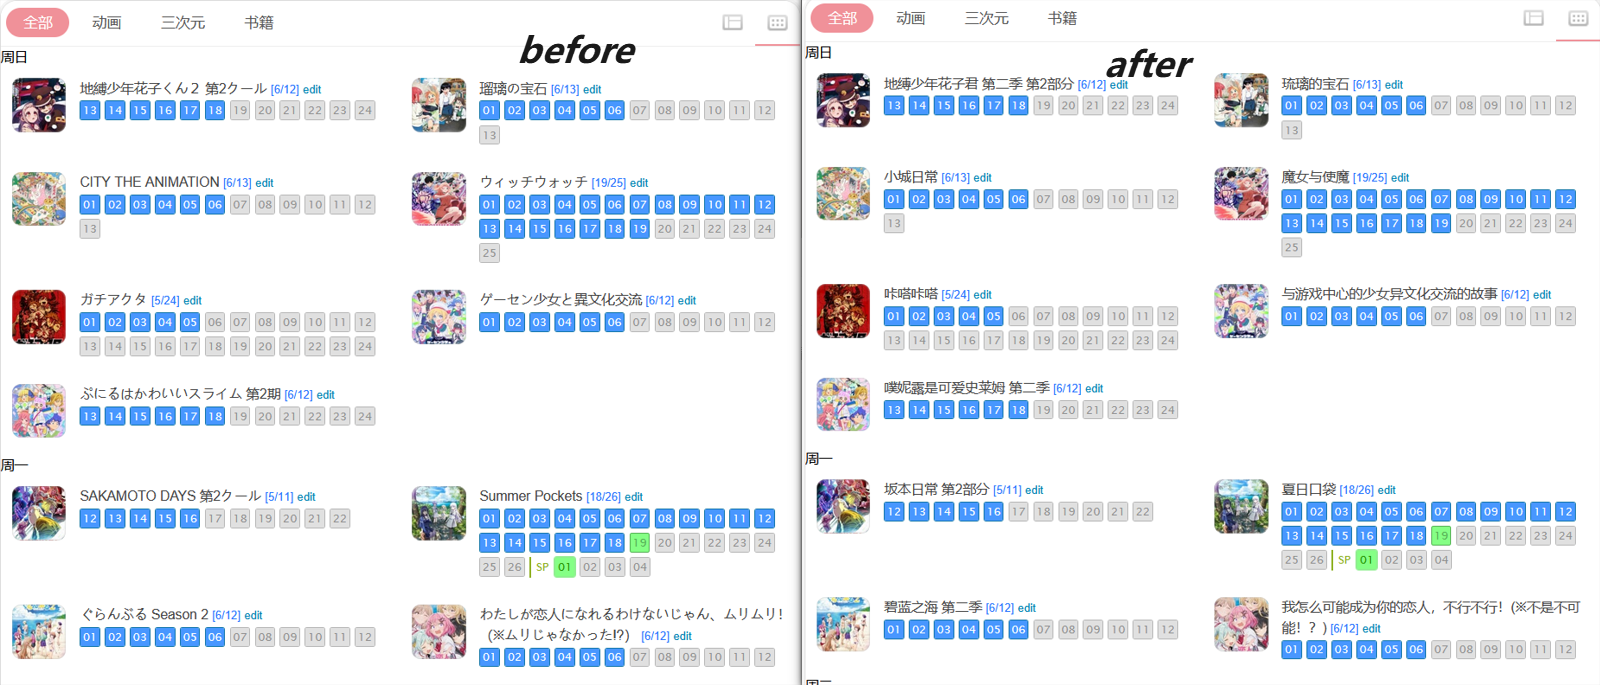 全部 动画 三次元 书籍
before
周日
地縛少年花子くん２ 第2クール [6/12] edit
13 14 15 16 17 18 19 20 21 22 23 24
瑠璃の宝石 [6/13] edit
01 02 03 04 05 06 07 08 09 10 11 12
13
CITY THE ANIMATION [6/13] edit
01 02 03 04 05 06 07 08 09 10 11 12
13
ウィッチウォッチ [19/25] edit
01 02 03 04 05 06 07 08 09 10 11 12
13 14 15 16 17 18 19 20 21 22 23 24
25
ガチアクタ [5/24] edit
01 02 03 04 05 06 07 08 09 10 11 12
13 14 15 16 17 18 19 20 21 22 23 24
ゲーセン少女と異文化交流 [6/12] edit
01 02 03 04 05 06 07 08 09 10 11 12
ぷにるはかわいいスライム 第2期 [6/12] edit
13 14 15 16 17 18 19 20 21 22 23 24
周一
SAKAMOTO DAYS 第2クール [5/11] edit
12 13 14 15 16 17 18 19 20 21 22
Summer Pockets [18/26] edit
01 02 03 04 05 06 07 08 09 10 11 12
13 14 15 16 17 18 19 20 21 22 23 24
25 26 SP 01 02 03 04
ぐらんぶる Season 2 [6/12] edit
01 02 03 04 05 06 07 08 09 10 11 12
わたしが恋人になれるわけないじゃん、ムリムリ!
(※ムリじゃなかった!?) [6/12] edit
01 02 03 04 05 06 07 08 09 10 11 12
全部 动画 三次元 书籍
after
周日
地缚少年花子君 第二季 第2部分 [6/12] edit
13 14 15 16 17 18 19 20 21 22 23 24
琉璃的宝石 [6/13] edit
01 02 03 04 05 06 07 08 09 10 11 12
13
小城日常 [6/13] edit
01 02 03 04 05 06 07 08 09 10 11 12
13
魔女与使魔 [19/25] edit
01 02 03 04 05 06 07 08 09 10 11 12
13 14 15 16 17 18 19 20 21 22 23 24
25
咔嗒咔嗒 [5/24] edit
01 02 03 04 05 06 07 08 09 10 11 12
13 14 15 16 17 18 19 20 21 22 23 24
与游戏中心的少女异文化交流的故事 [6/12] edit
01 02 03 04 05 06 07 08 09 10 11 12
噗妮露是可爱史莱姆 第二季 [6/12] edit
13 14 15 16 17 18 19 20 21 22 23 24
周一
坂本日常 第2部分 [5/11] edit
12 13 14 15 16 17 18 19 20 21 22
夏日口袋 [18/26] edit
01 02 03 04 05 06 07 08 09 10 11 12
13 14 15 16 17 18 19 20 21 22 23 24
25 26 SP 01 02 03 04
碧蓝之海 第二季 [6/12] edit
01 02 03 04 05 06 07 08 09 10 11 12
我怎么可能成为你的恋人，不行不行！(※不是不可
能！？) [6/12] edit
01 02 03 04 05 06 07 08 09 10 11 12